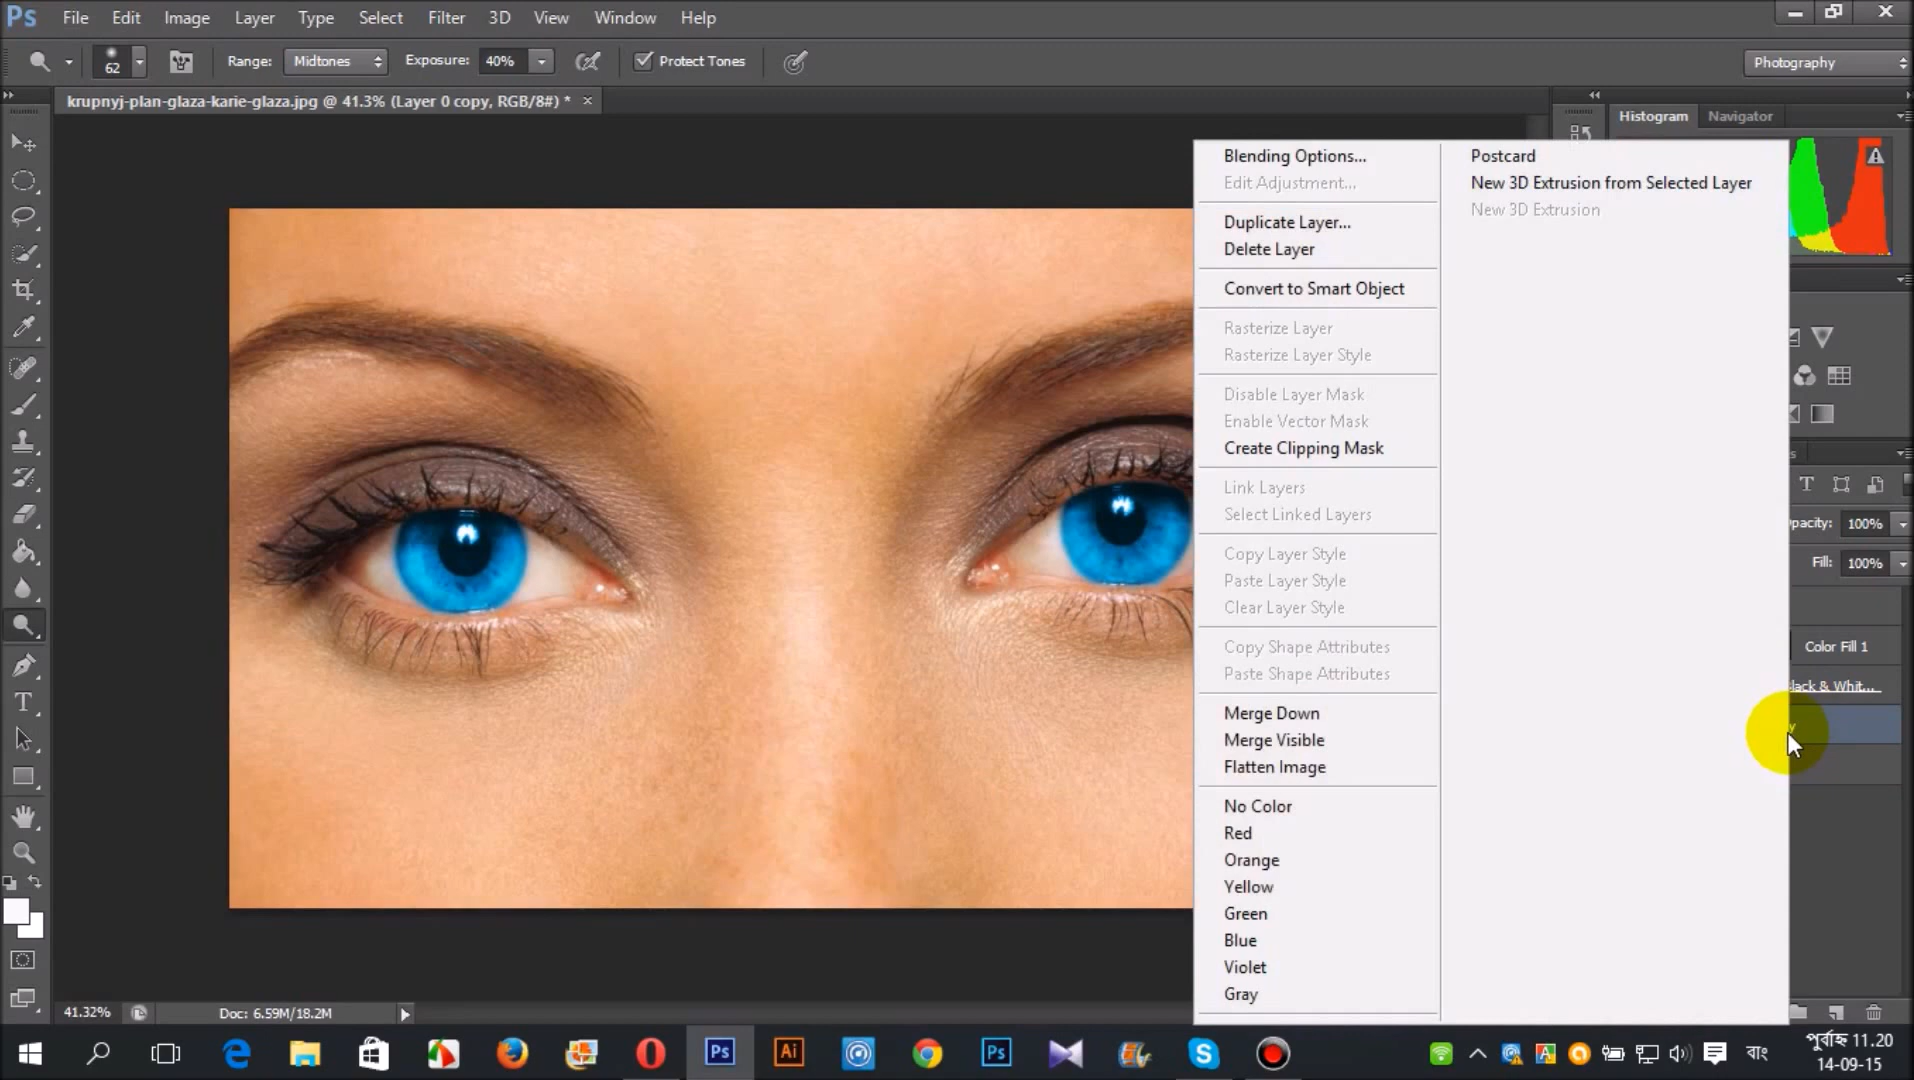 Ps File Edit Image Layer Type Select Filter 3D View Window Help
62 Range: Midtones Exposure: 40% Protect Tones Photography
krupnyj-plan-glaza-karie-glaza.jpg @ 41.3% (Layer 0 copy, RGB/8#) * ×
Histogram Navigator
Blending Options...
Edit Adjustment...
Duplicate Layer...
Delete Layer
Convert to Smart Object
Rasterize Layer
Rasterize Layer Style
Disable Layer Mask
Enable Vector Mask
Create Clipping Mask
Link Layers
Select Linked Layers
Copy Layer Style
Paste Layer Style
Clear Layer Style
Copy Shape Attributes
Paste Shape Attributes
Merge Down
Merge Visible
Flatten Image
No Color
Red
Orange
Yellow
Green
Blue
Violet
Gray
Postcard
New 3D Extrusion from Selected Layer
New 3D Extrusion
pacity: 100%
Fill: 100%
Color Fill 1
lack & Whit...
y
41.32% Doc: 6.59M/18.2M
Ps Ai Ps বাং
পূর্বাহ্ন 11.20
14-09-15